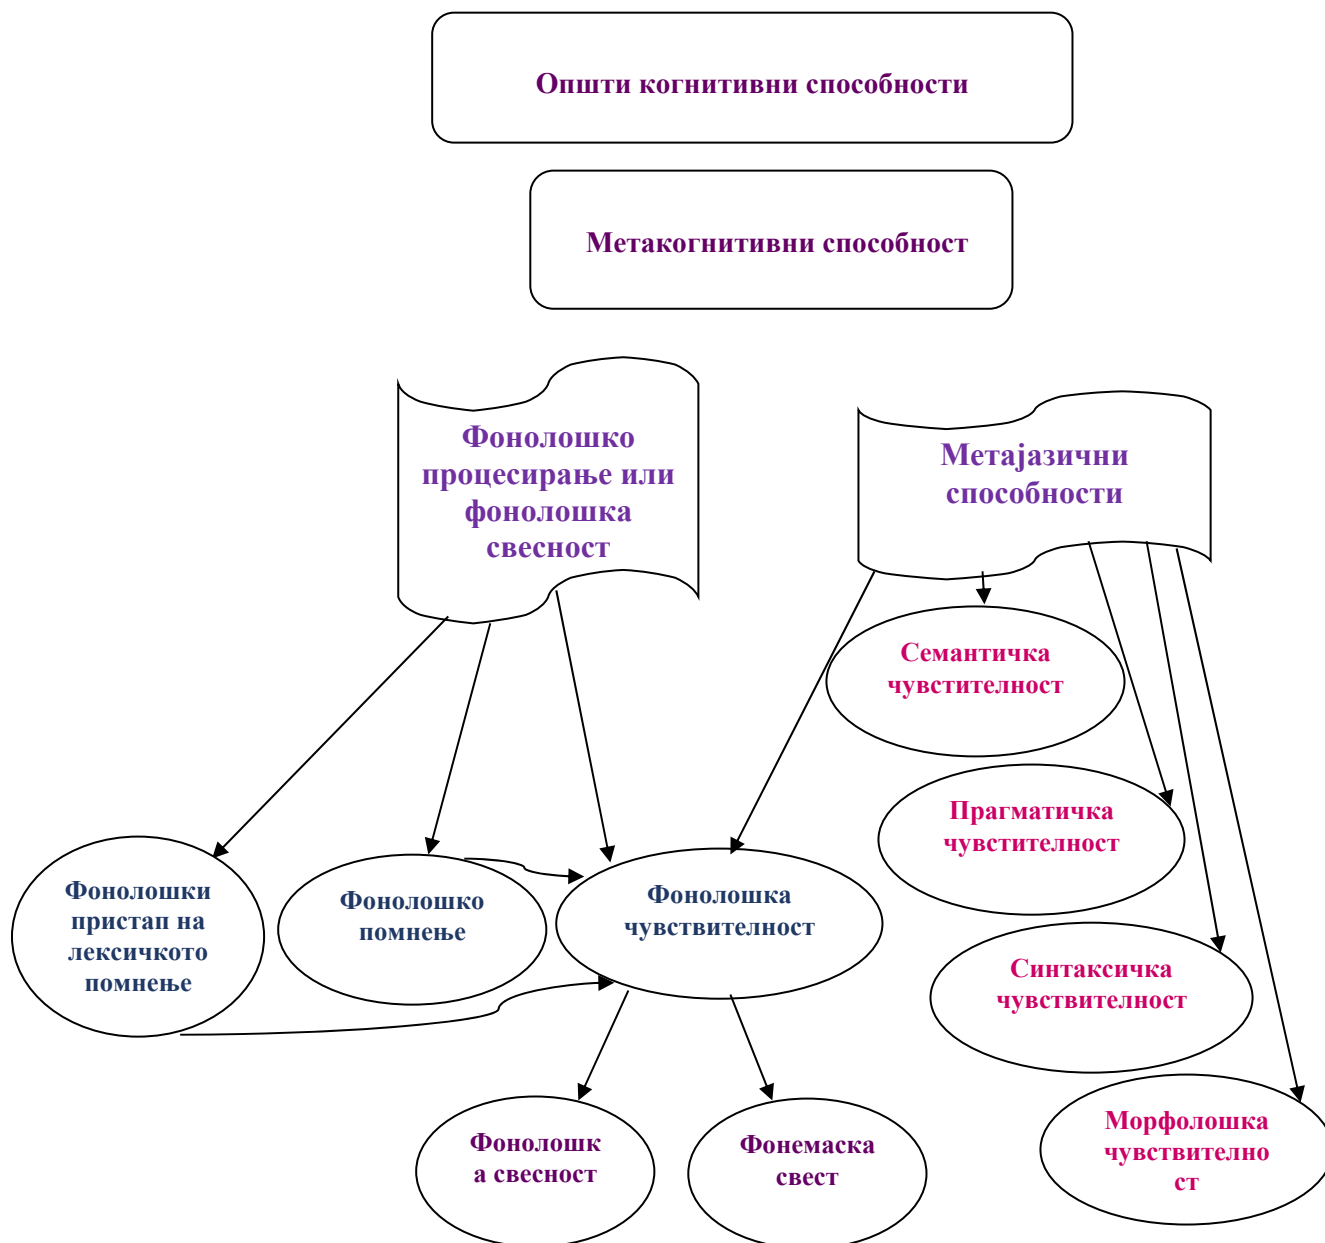 Општи когнитивни способности
Метакогнитивни способност
Фонолошко
процесирање или
фонолошка
свесност
Метајазични
способности
Семантичка
чувстителност
Прагматичка
чувстителност
Фонолошки
пристап на
лексичкото
помнење
Фонолошко
помнење
Фонолошка
чувствителност
Синтаксичка
чувствителност
Фонолошк
а свесност
Фонемаска
свест
Морфолошка
чувствително
ст